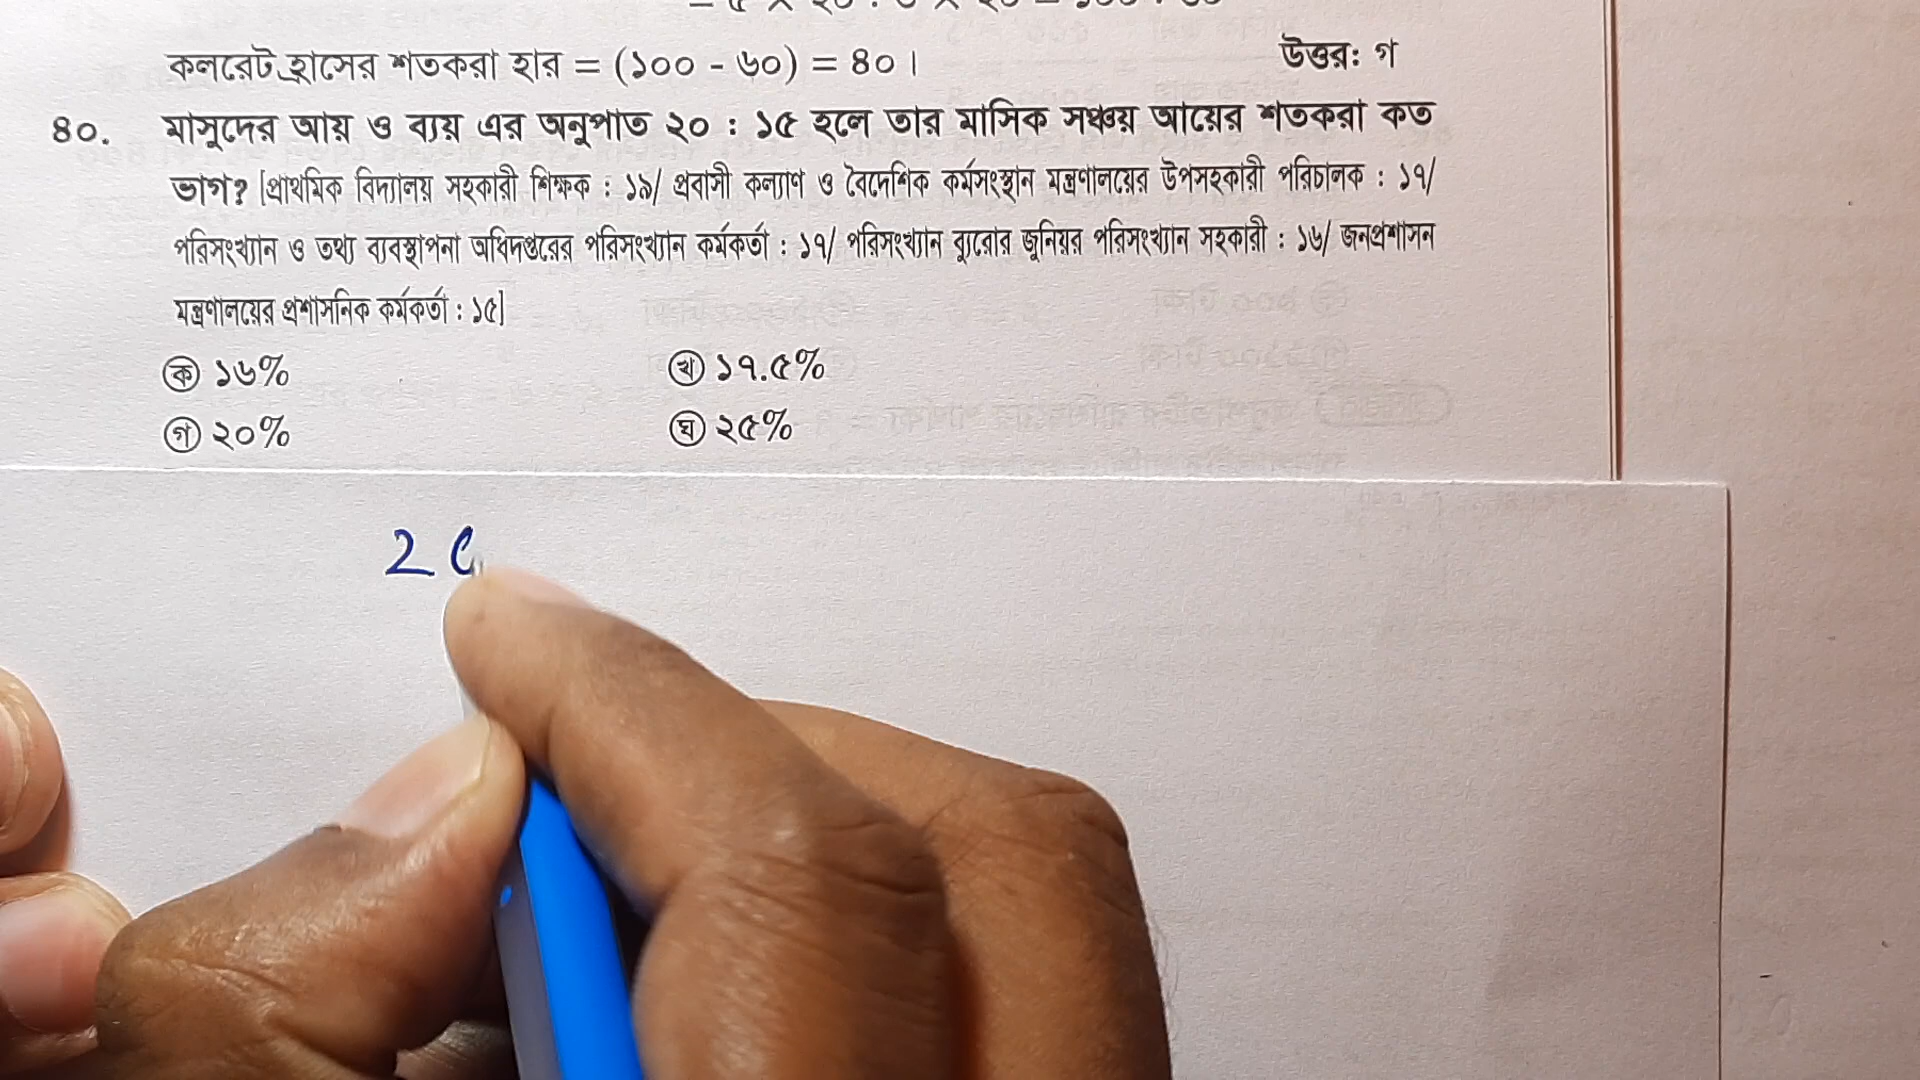 কলরেট হ্রাসের শতকরা হার = (১০০ - ৬০) = ৪০। উত্তর: গ
৪০. মাসুদের আয় ও ব্যয় এর অনুপাত ২০ : ১৫ হলে তার মাসিক সঞ্চয় আয়ের শতকরা কত
ভাগ? [প্রাথমিক বিদ্যালয় সহকারী শিক্ষক : ১৯/ প্রবাসী কল্যাণ ও বৈদেশিক কর্মসংস্থান মন্ত্রণালয়ের উপসহকারী পরিচালক : ১৭/
পরিসংখ্যান ও তথ্য ব্যবস্থাপনা অধিদপ্তরের পরিসংখ্যান কর্মকর্তা : ১৭/ পরিসংখ্যান ব্যুরোর জুনিয়র পরিসংখ্যান সহকারী : ১৬/ জনপ্রশাসন
মন্ত্রণালয়ের প্রশাসনিক কর্মকর্তা : ১৫]
ক ১৬% খ ১৭.৫%
গ ২০% ঘ ২৫%
2